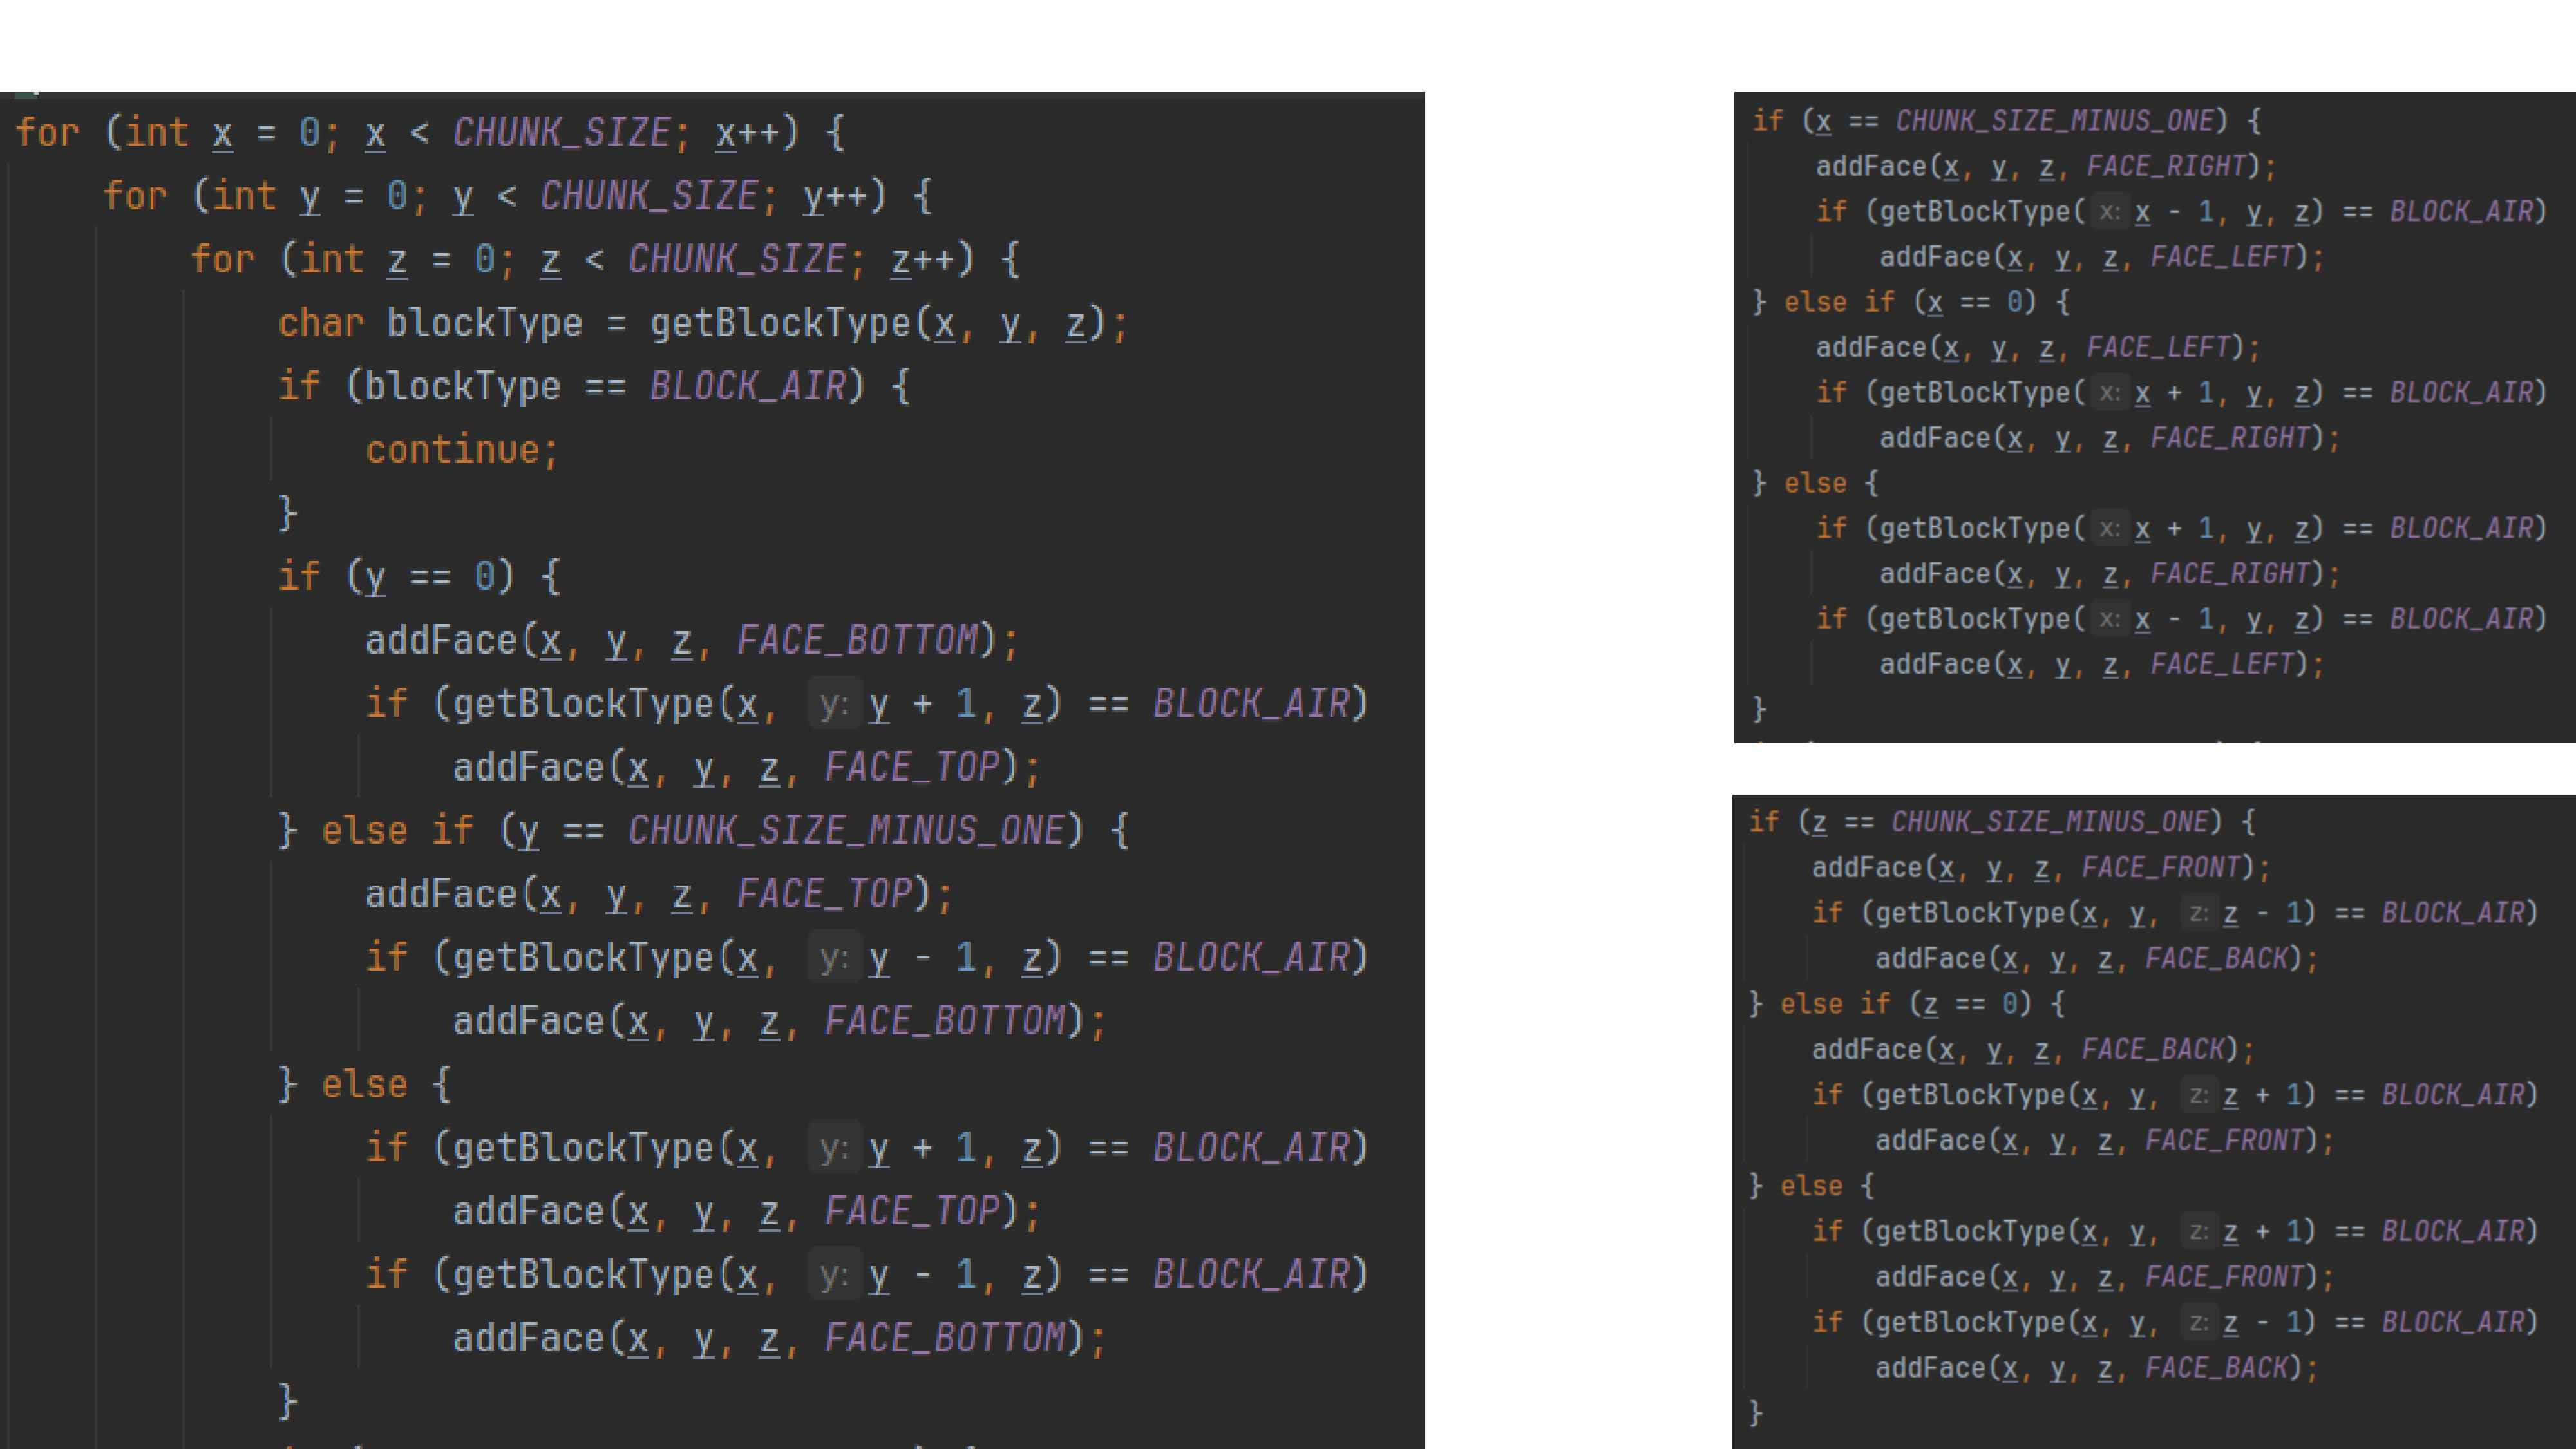 for (int x = 0; x < CHUNK_SIZE; x++) {
for (int y = 0; y < CHUNK_SIZE; y++) {
for (int z = 0; z < CHUNK_SIZE; z++) {
char blockType = getBlockType(x, y, z);
if (blockType == BLOCK_AIR) {
continue;
}
if (y == 0) {
addFace(x, y, z, FACE_BOTTOM);
if (getBlockType(x, y: y + 1, z) == BLOCK_AIR)
addFace(x, y, z, FACE_TOP);
} else if (y == CHUNK_SIZE_MINUS_ONE) {
addFace(x, y, z, FACE_TOP);
if (getBlockType(x, y: y - 1, z) == BLOCK_AIR)
addFace(x, y, z, FACE_BOTTOM);
} else {
if (getBlockType(x, y: y + 1, z) == BLOCK_AIR)
addFace(x, y, z, FACE_TOP);
if (getBlockType(x, y: y - 1, z) == BLOCK_AIR)
addFace(x, y, z, FACE_BOTTOM);
}
if (x == CHUNK_SIZE_MINUS_ONE) {
addFace(x, y, z, FACE_RIGHT);
if (getBlockType( x: x - 1, y, z) == BLOCK_AIR)
addFace(x, y, z, FACE_LEFT);
} else if (x == 0) {
addFace(x, y, z, FACE_LEFT);
if (getBlockType( x: x + 1, y, z) == BLOCK_AIR)
addFace(x, y, z, FACE_RIGHT);
} else {
if (getBlockType( x: x + 1, y, z) == BLOCK_AIR)
addFace(x, y, z, FACE_RIGHT);
if (getBlockType( x: x - 1, y, z) == BLOCK_AIR)
addFace(x, y, z, FACE_LEFT);
}
if (z == CHUNK_SIZE_MINUS_ONE) {
addFace(x, y, z, FACE_FRONT);
if (getBlockType(x, y, z: z - 1) == BLOCK_AIR)
addFace(x, y, z, FACE_BACK);
} else if (z == 0) {
addFace(x, y, z, FACE_BACK);
if (getBlockType(x, y, z: z + 1) == BLOCK_AIR)
addFace(x, y, z, FACE_FRONT);
} else {
if (getBlockType(x, y, z: z + 1) == BLOCK_AIR)
addFace(x, y, z, FACE_FRONT);
if (getBlockType(x, y, z: z - 1) == BLOCK_AIR)
addFace(x, y, z, FACE_BACK);
}